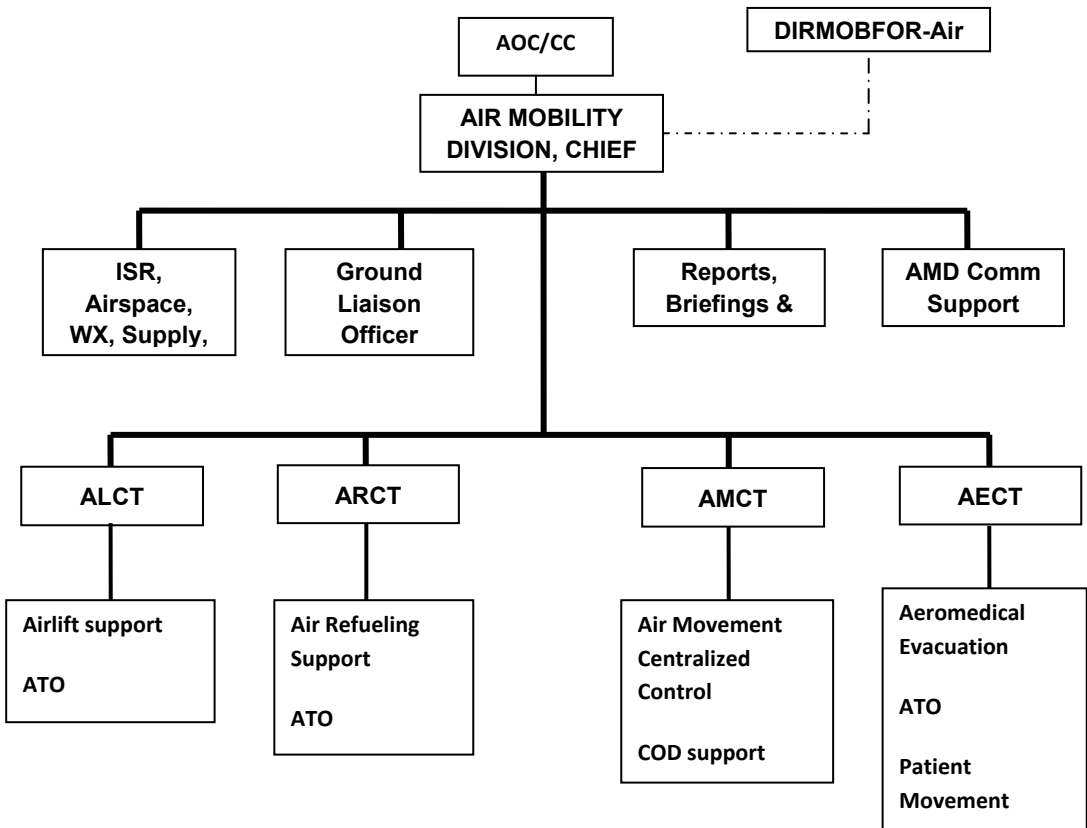 AOC/CC
DIRMOBFOR-Air
AIR MOBILITY
DIVISION, CHIEF
ISR,
Airspace,
WX, Supply,
Ground
Liaison
Officer
Reports,
Briefings &
AMD Comm
Support
ALCT
ARCT
AMCT
AECT
Airlift support
ATO
Air Refueling
Support
ATO
Air Movement
Centralized
Control
COD support
Aeromedical
Evacuation
ATO
Patient
Movement